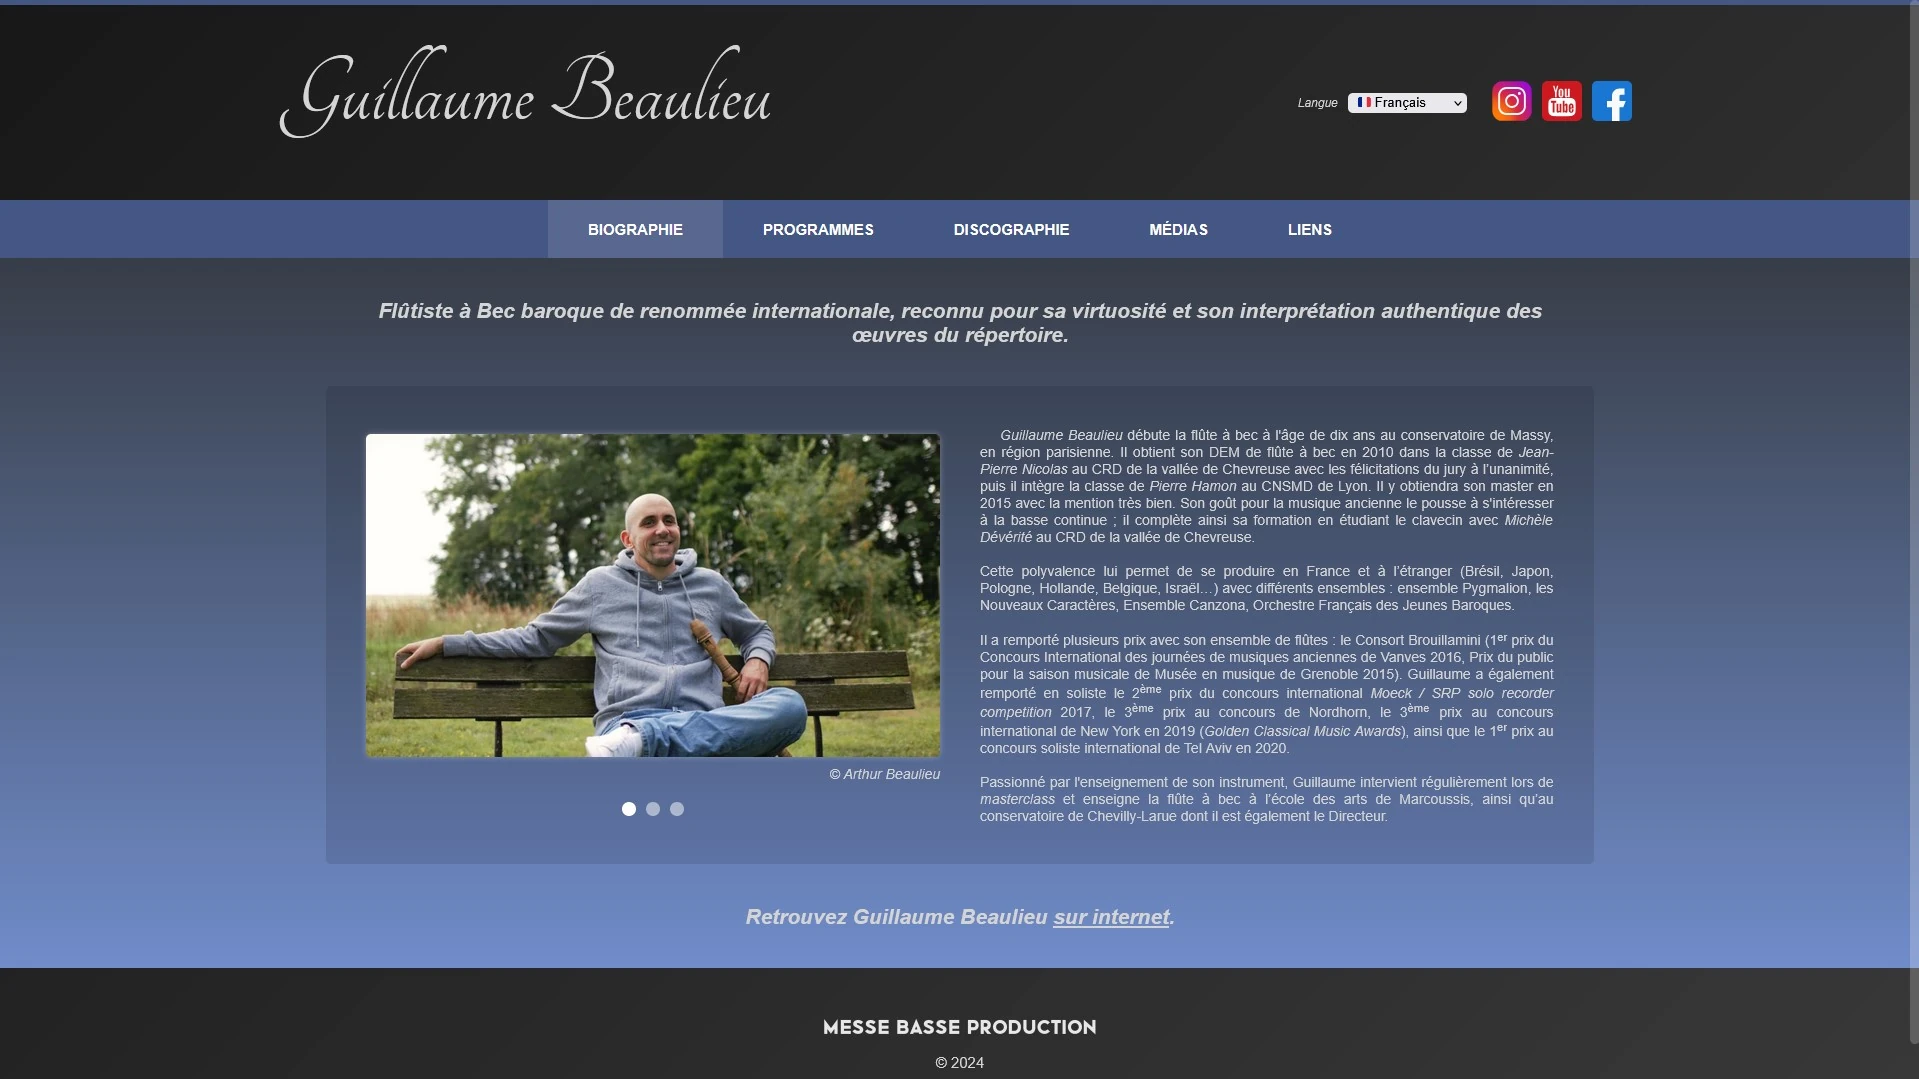 Guillaume Beaulieu
Langue
Français
You
Tube
BIOGRAPHIE
PROGRAMMES
DISCOGRAPHIE
MÉDIAS
LIENS
Flûtiste à Bec baroque de renommée internationale, reconnu pour sa virtuosité et son interprétation authentique des
œuvres du répertoire.
© Arthur Beaulieu
Guillaume Beaulieu débute la flûte à bec à l'âge de dix ans au conservatoire de Massy,
en région parisienne. Il obtient son DEM de flûte à bec en 2010 dans la classe de Jean-
Pierre Nicolas au CRD de la vallée de Chevreuse avec les félicitations du jury à l’unanimité,
puis il intègre la classe de Pierre Hamon au CNSMD de Lyon. Il y obtiendra son master en
2015 avec la mention très bien. Son goût pour la musique ancienne le pousse à s'intéresser
à la basse continue ; il complète ainsi sa formation en étudiant le clavecin avec Michèle
Dévérité au CRD de la vallée de Chevreuse.
Cette polyvalence lui permet de se produire en France et à l’étranger (Brésil, Japon,
Pologne, Hollande, Belgique, Israël…) avec différents ensembles : ensemble Pygmalion, les
Nouveaux Caractères, Ensemble Canzona, Orchestre Français des Jeunes Baroques.
Il a remporté plusieurs prix avec son ensemble de flûtes : le Consort Brouillamini (1er prix du
Concours International des journées de musiques anciennes de Vanves 2016, Prix du public
pour la saison musicale de Musée en musique de Grenoble 2015). Guillaume a également
remporté en soliste le 2ème prix du concours international Moeck / SRP solo recorder
competition 2017, le 3ème prix au concours de Nordhorn, le 3ème prix au concours
international de New York en 2019 (Golden Classical Music Awards), ainsi que le 1er prix au
concours soliste international de Tel Aviv en 2020.
Passionné par l'enseignement de son instrument, Guillaume intervient régulièrement lors de
masterclass et enseigne la flûte à bec à l’école des arts de Marcoussis, ainsi qu’au
conservatoire de Chevilly-Larue dont il est également le Directeur.
Retrouvez Guillaume Beaulieu sur internet.
MESSE BASSE PRODUCTION
© 2024